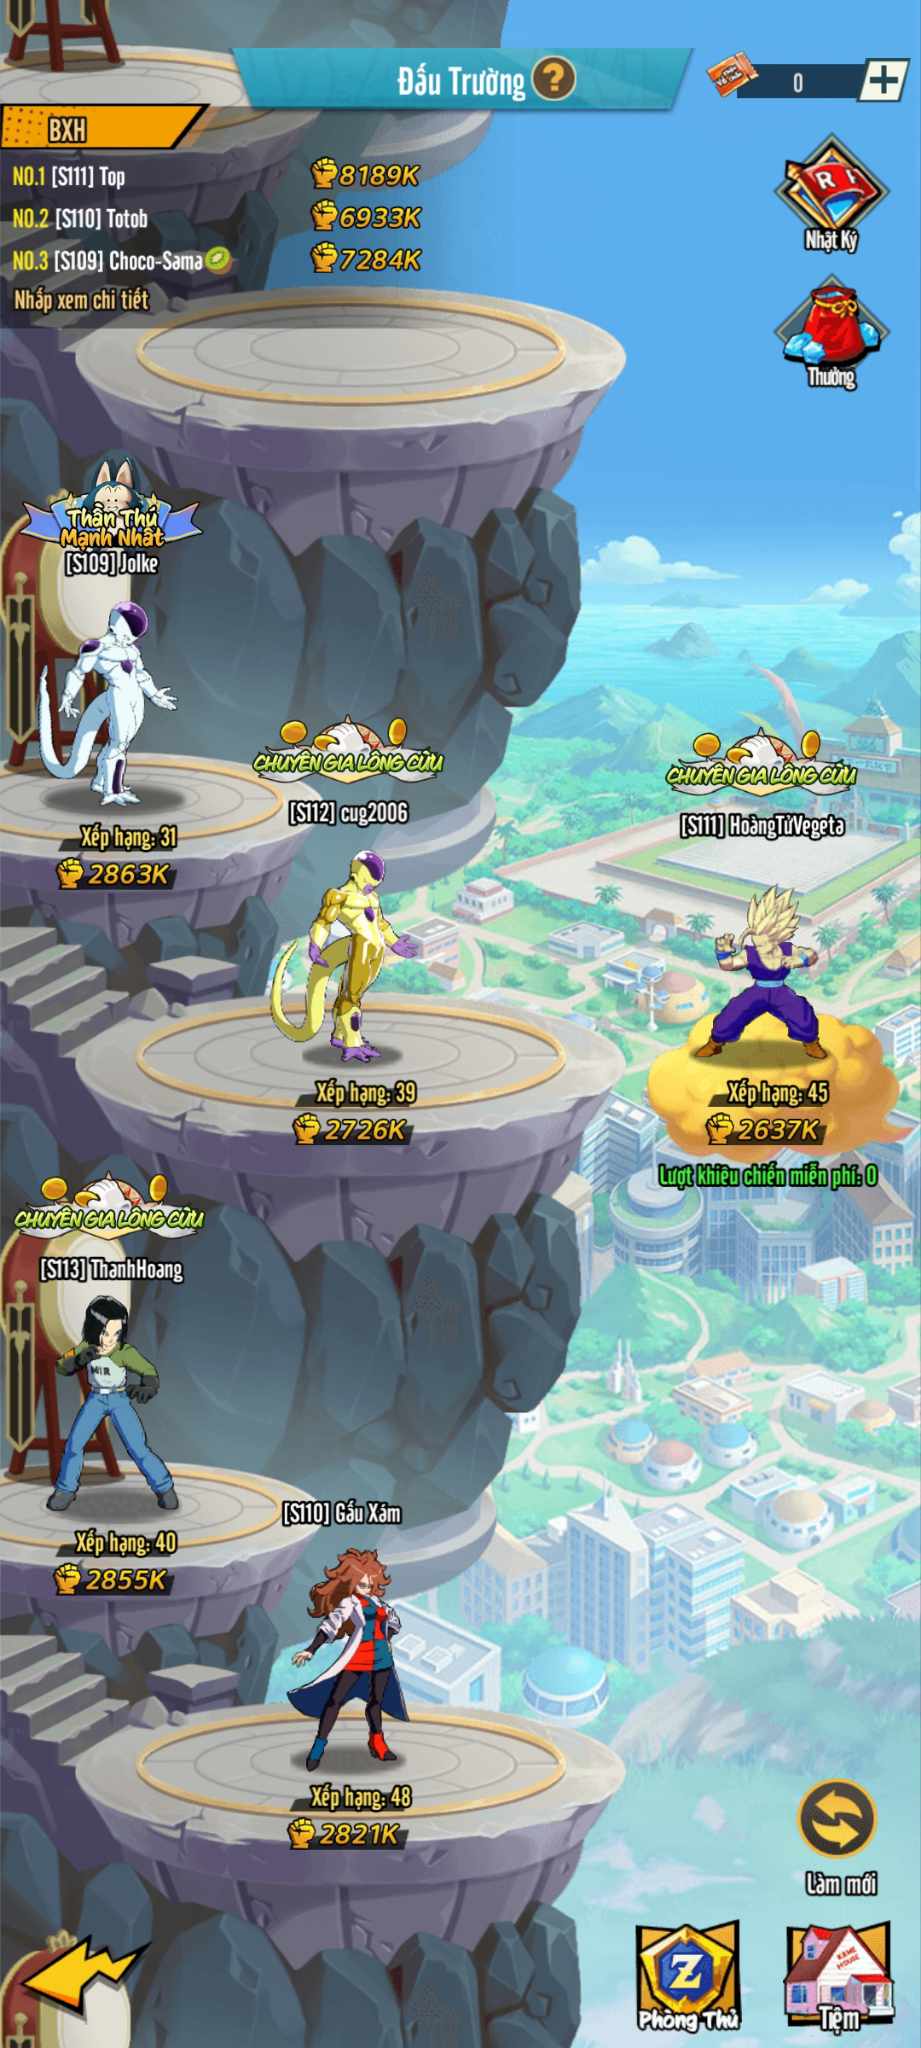 Đấu Trường ?
0
BXH
NO.1 [S111] Top 8189K
NO.2 [S110] Totob 6933K
NO.3 [S109] Choco-Sama 7284K
Nhấp xem chi tiết
Nhật Ký
Thưởng
Thần Thú
Mạnh Nhất
[S109] Jolke
Xếp hạng: 31
2863K
CHUYÊN GIA LÔNG CỪU
[S112] cug2006
Xếp hạng: 39
2726K
CHUYÊN GIA LÔNG CỪU
[S111] HoàngTửVegeta
Xếp hạng: 45
2637K
Lượt khiêu chiến miễn phí: 0
CHUYÊN GIA LÔNG CỪU
[S113] ThanhHoang
MIR
Xếp hạng: 40
2855K
[S110] Gấu Xám
Xếp hạng: 48
2821K
Làm mới
Z
Phòng Thủ
KAME
HOUSE
Tiệm